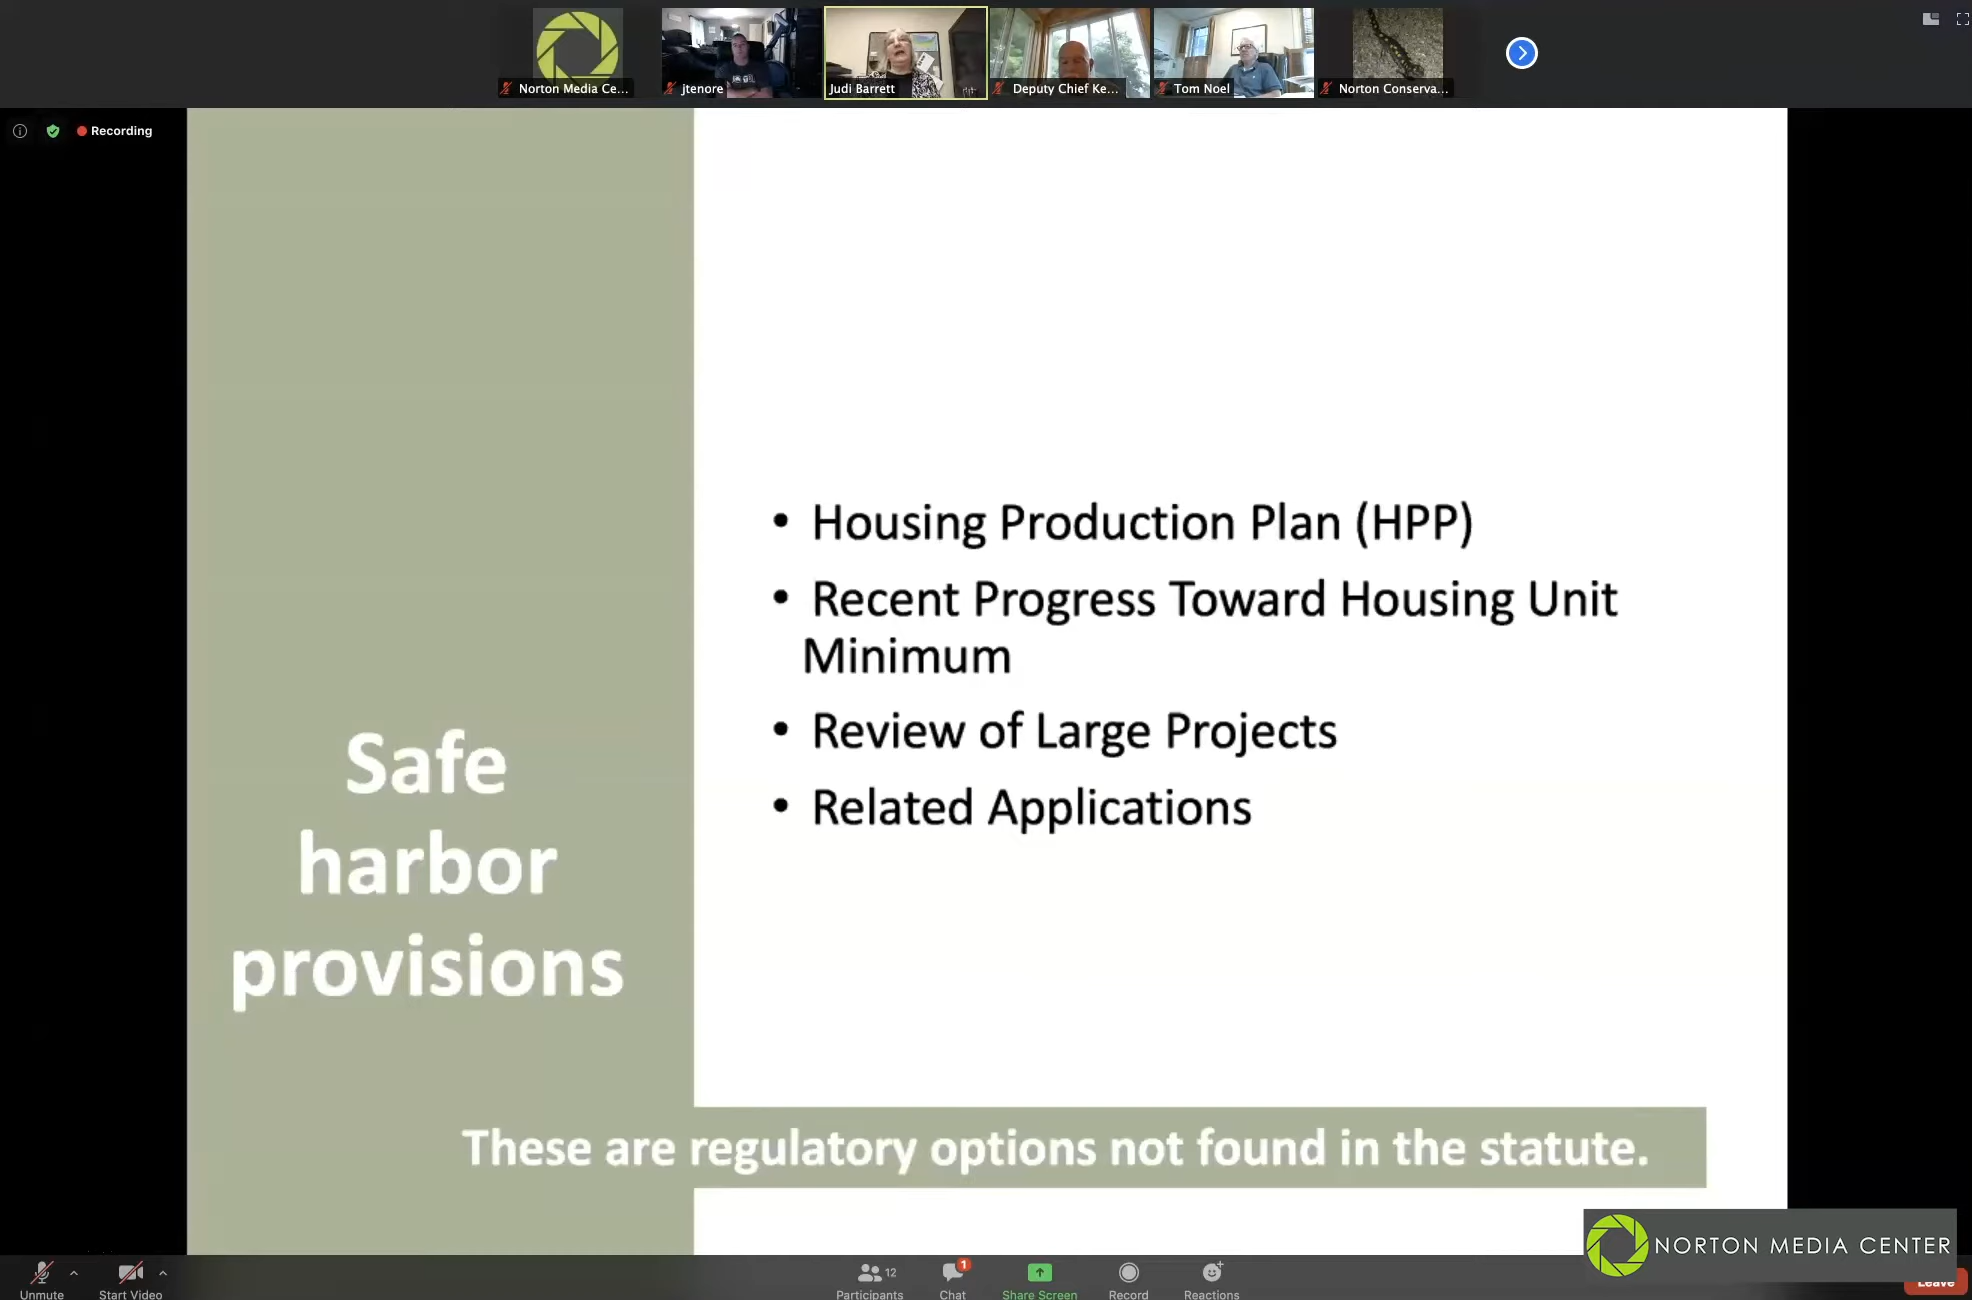 Norton Media Ce...
jtenore
Judi Barrett
Deputy Chief Ke...
Tom Noel
Norton Conserva...
Recording
Safe
harbor
provisions
• Housing Production Plan (HPP)
• Recent Progress Toward Housing Unit
Minimum
• Review of Large Projects
• Related Applications
These are regulatory options not found in the statute.
NORTON MEDIA CENTER
Unmute
Start Video
12
Participants
1
Chat
Share Screen
Record
Reactions
Leave